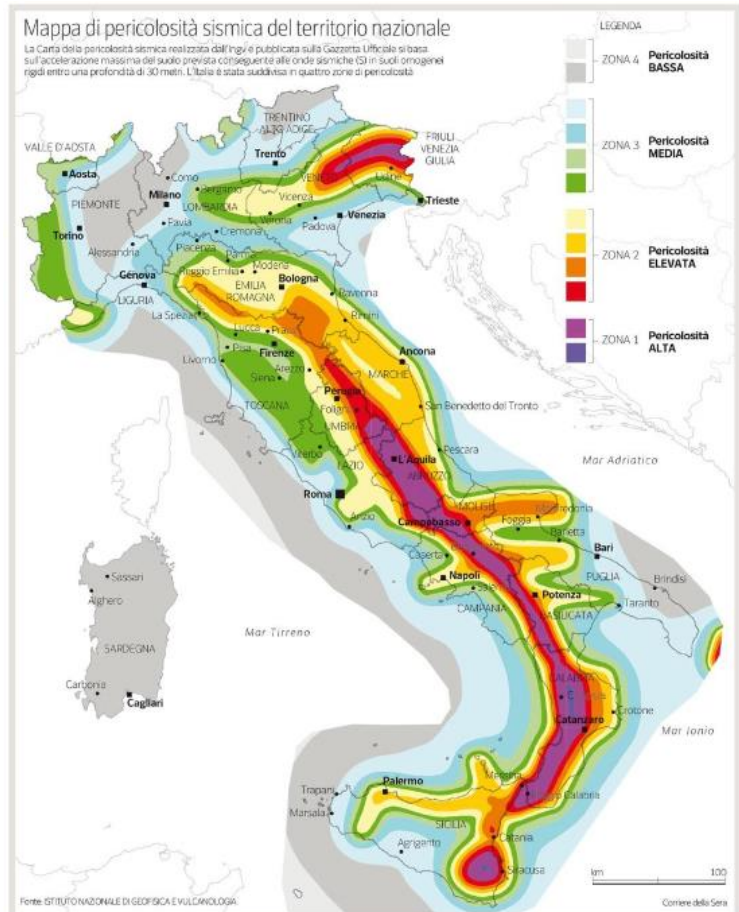 Mappa di pericolosità sismica del territorio nazionale
La Carta della pericolosità sismica realizzata dall'Ingv e pubblicata sulla Gazzetta Ufficiale si basa
sull'accelerazione massima del suolo prevista conseguente alle onde sismiche (S) in suoli omogenei
rigidi entro una profondità di 30 metri. L'Italia è stata suddivisa in quattro zone di pericolosità
LEGENDA
ZONA 4 Pericolosità
BASSA
ZONA 3 Pericolosità
MEDIA
ZONA 2 Pericolosità
ELEVATA
ZONA 1 Pericolosità
ALTA
TRENTINO
ALTO ADIGE
FRIULI
VENEZIA
GIULIA
VALLE D'AOSTA
Trento
Aosta
Como
Bergamo
Udine
Milano
LOMBARDIA
Vicenza
Trieste
PIEMONTE
Verona
Venezia
Padova
Torino
Pavia
Cremona
Piacenza
Alessandria
Parma
Genova
Reggio Emilia
Modena
Bologna
LIGURIA
EMILIA
ROMAGNA
Ravenna
La Spezia
Rimini
Lucca
Pisa
Firenze
Ancona
Livorno
Arezzo
MARCHE
Siena
TOSCANA
Perugia
UMBRIA
San Benedetto del Tronto
Viterbo
LAZIO
L'Aquila
Pescara
Mar Adriatico
Roma
MOLISE
Anzio
Campobasso
Foggia
Barletta
Bari
Caserta
Napoli
PUGLIA
Brindisi
CAMPANIA
Potenza
BASILICATA
Taranto
Sassari
Alghero
Mar Tirreno
SARDEGNA
Carbonia
Cagliari
CALABRIA
Crotone
Catanzaro
Mar Ionio
Messina
Reggio Calabria
Palermo
Trapani
Marsala
SICILIA
Catania
Agrigento
Siracusa
km 100
Fonte: ISTITUTO NAZIONALE DI GEOFISICA E VULCANOLOGIA
Corriere della Sera